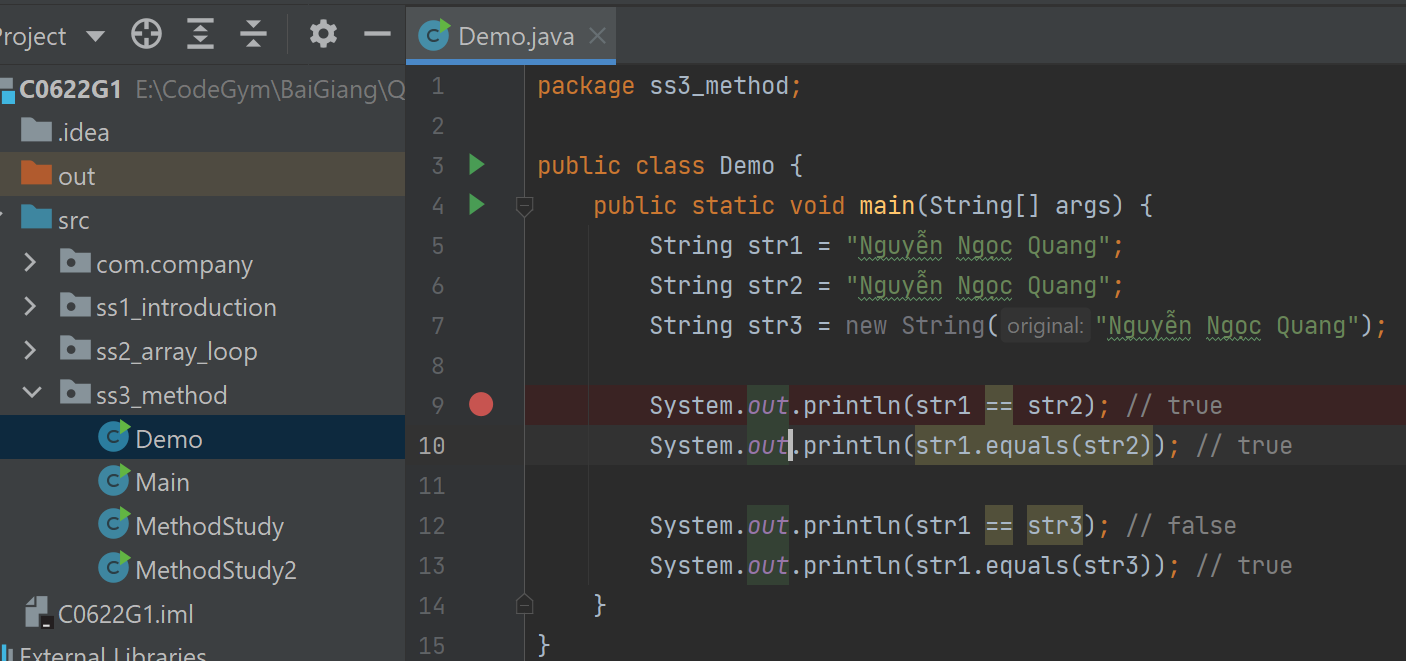 Project
C0622G1 E:\CodeGym\BaiGiang\Q
.idea
out
src
com.company
ss1_introduction
ss2_array_loop
ss3_method
Demo
Main
MethodStudy
MethodStudy2
C0622G1.iml
External Libraries
Demo.java
1 package ss3_method;
2
3 public class Demo {
4 public static void main(String[] args) {
5 String str1 = "Nguyễn Ngọc Quang";
6 String str2 = "Nguyễn Ngọc Quang";
7 String str3 = new String( original: "Nguyễn Ngọc Quang");
8
9 System.out.println(str1 == str2); // true
10 System.out.println(str1.equals(str2)); // true
11
12 System.out.println(str1 == str3); // false
13 System.out.println(str1.equals(str3)); // true
14 }
15 }